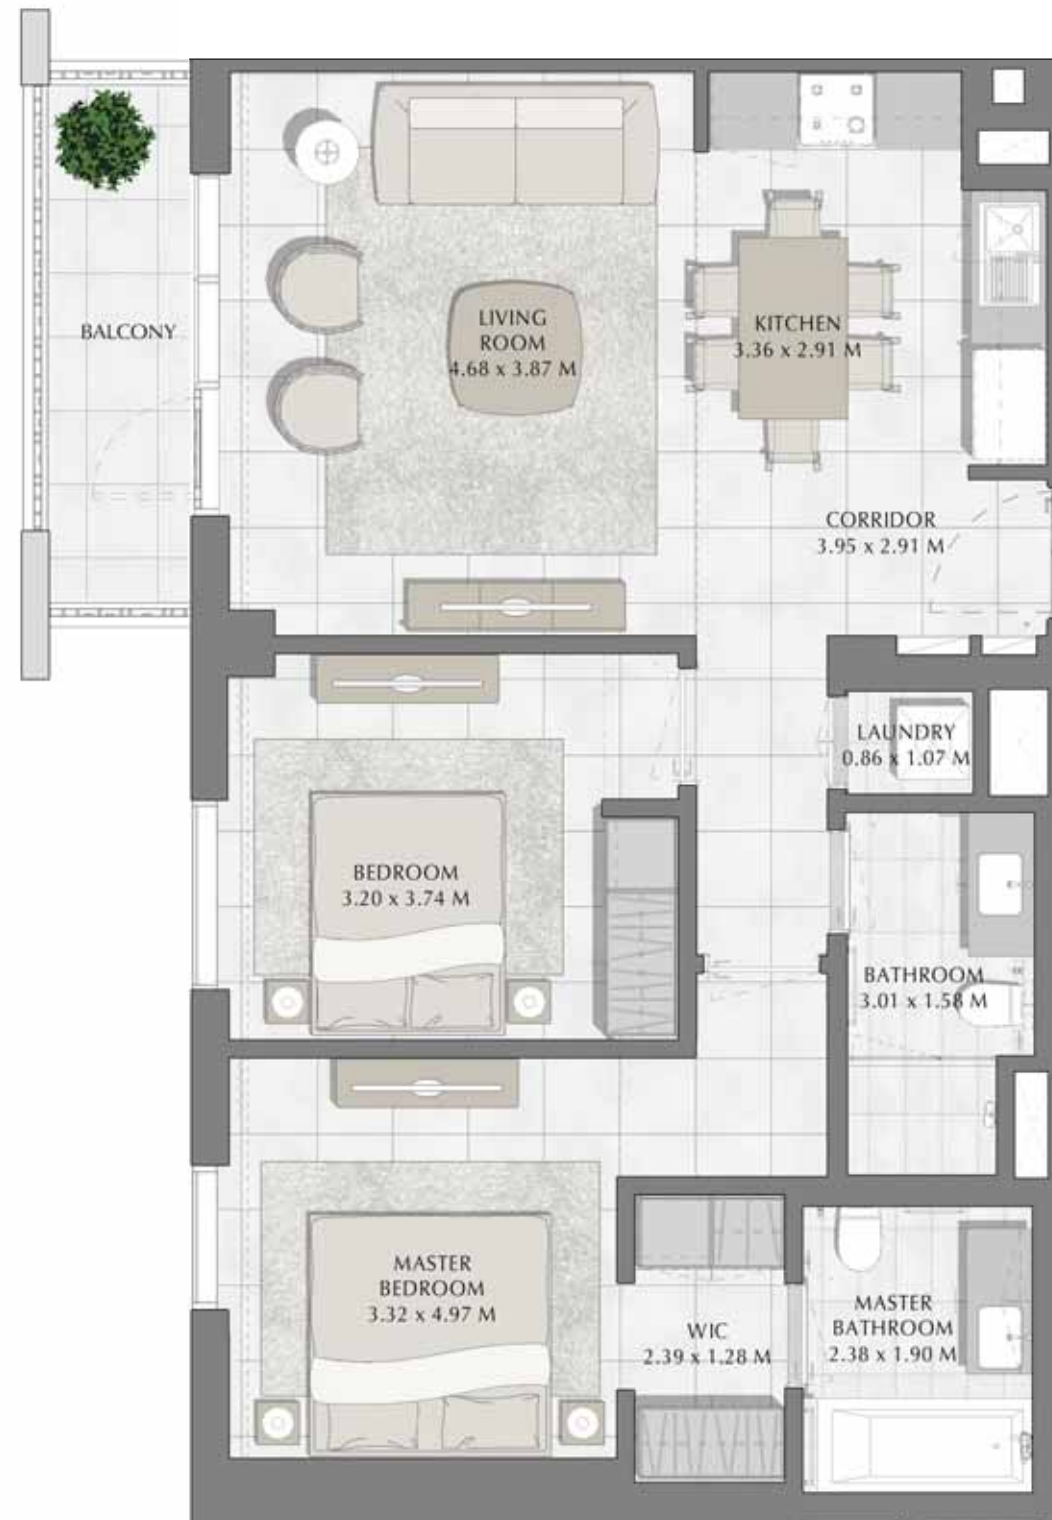 BALCONY
LIVING
ROOM
4.68 x 3.87 M
KITCHEN
3.36 x 2.91 M
CORRIDOR
3.95 x 2.91 M
LAUNDRY
0.86 x 1.07 M
BEDROOM
3.20 x 3.74 M
BATHROOM
3.01 x 1.58 M
MASTER
BEDROOM
3.32 x 4.97 M
WIC
2.39 x 1.28 M
MASTER
BATHROOM
2.38 x 1.90 M